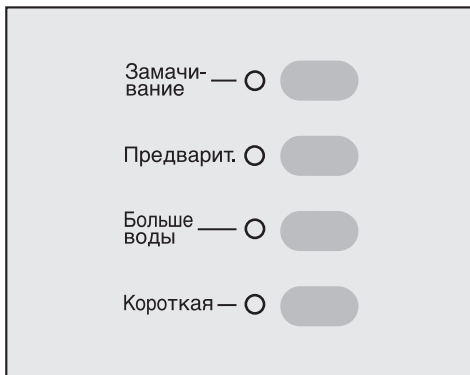 Замачи-
вание
Предварит.
Больше
воды
Короткая